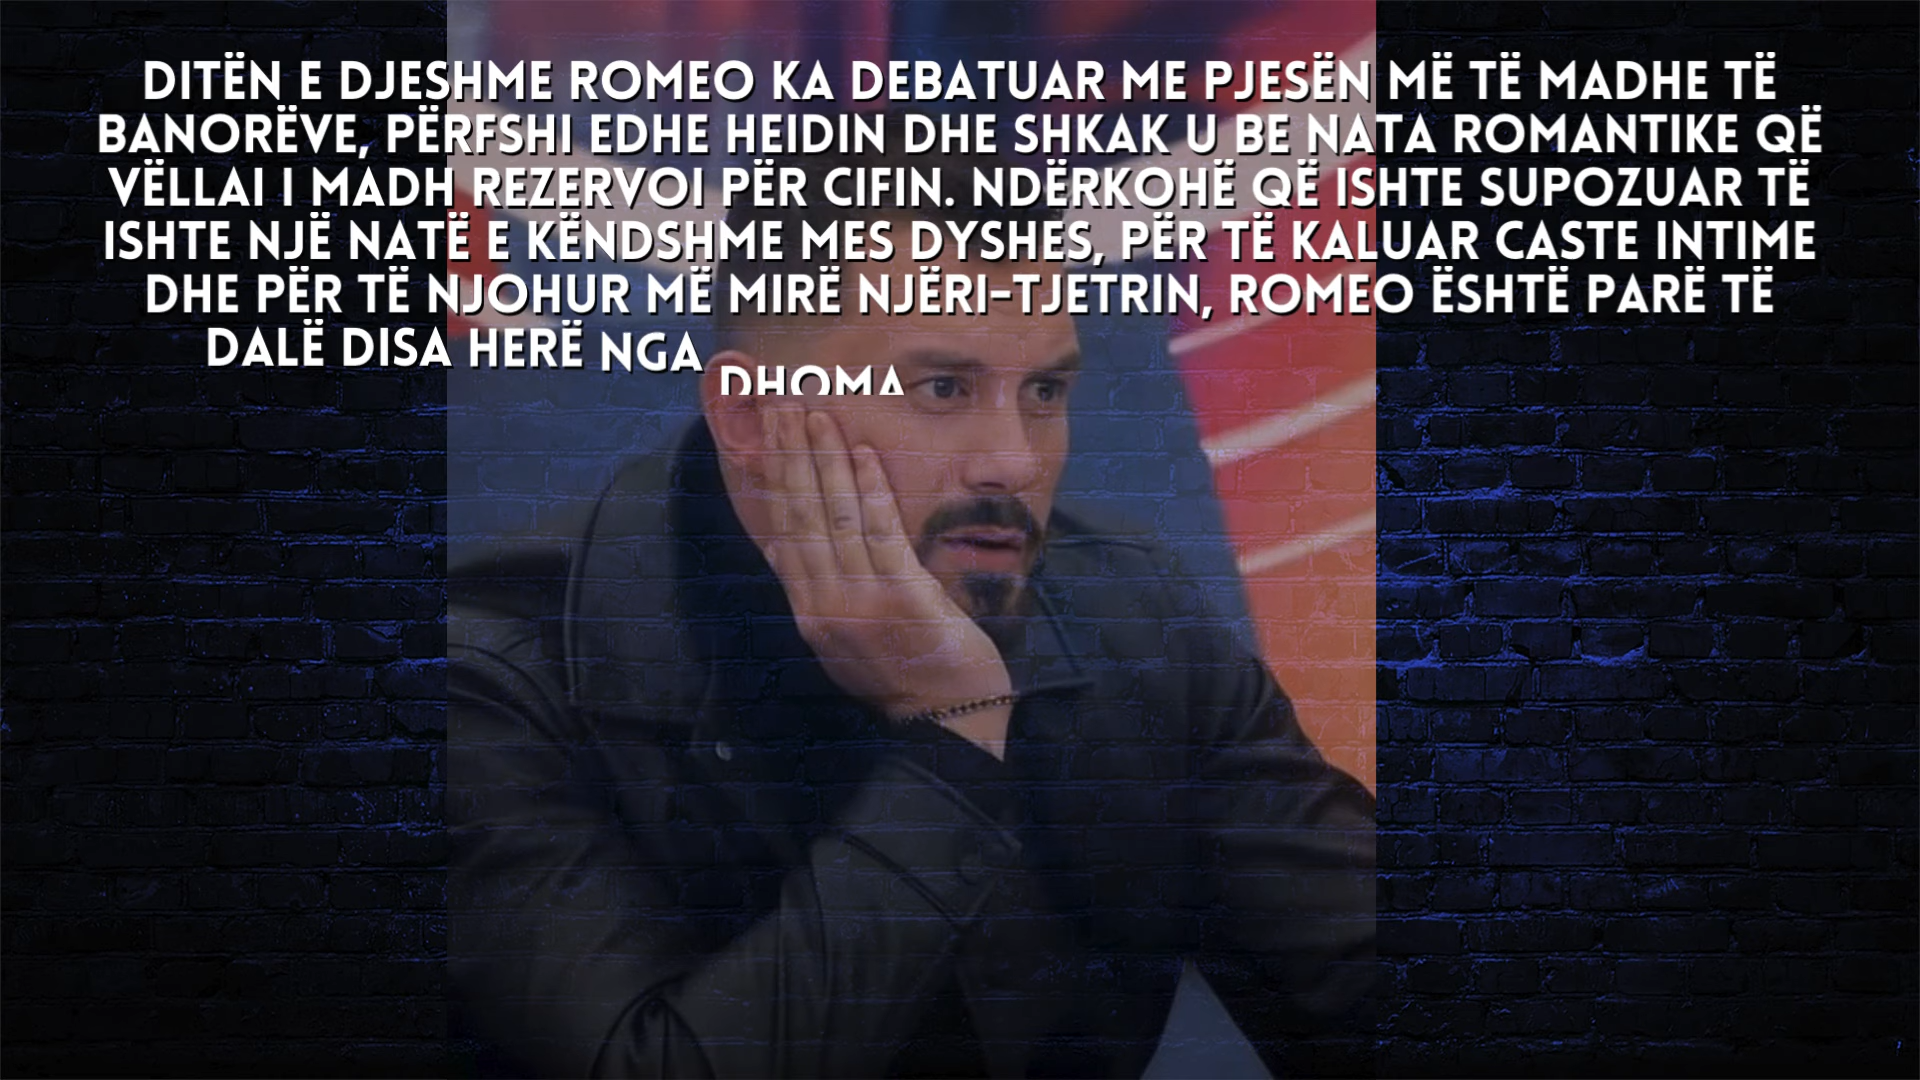 DITËN E DJESHME ROMEO KA DEBATUAR ME PJESËN MË TË MADHE TË
BANORËVE, PËRFSHI EDHE HEIDIN DHE SHKAK U BE NATA ROMANTIKE QË
VËLLAI I MADH REZERVOI PËR CIFIN. NDËRKOHË QË ISHTE SUPOZUAR TË
ISHTE NJË NATË E KËNDSHME MES DYSHES, PËR TË KALUAR CASTE INTIME
DHE PËR TË NJOHUR MË MIRË NJËRI-TJETRIN, ROMEO ËSHTË PARË TË
DALË DISA HERË NGA DHOMA